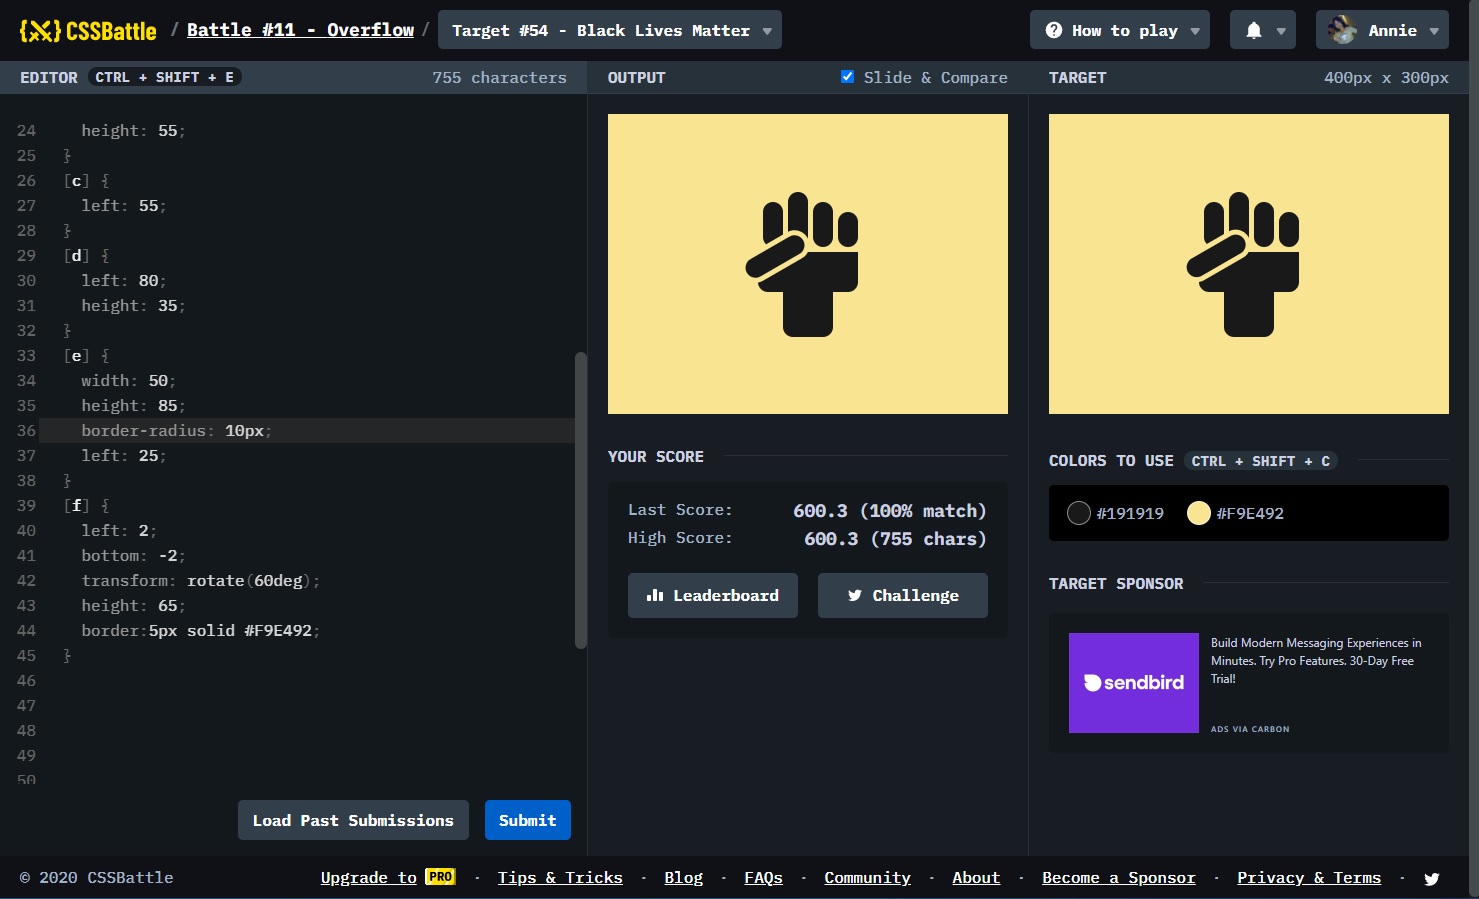 {⚔} CSSBattle / Battle #11 - Overflow / Target #54 - Black Lives Matter ▼ How to play ▼ Annie ▼
EDITOR CTRL + SHIFT + E 755 characters
24 height: 55;
25 }
26 [c] {
27 left: 55;
28 }
29 [d] {
30 left: 80;
31 height: 35;
32 }
33 [e] {
34 width: 50;
35 height: 85;
36 border-radius: 10px;
37 left: 25;
38 }
39 [f] {
40 left: 2;
41 bottom: -2;
42 transform: rotate(60deg);
43 height: 65;
44 border:5px solid #F9E492;
45 }
46
47
48
49
50
Load Past Submissions Submit
OUTPUT Slide & Compare
YOUR SCORE
Last Score: 600.3 (100% match)
High Score: 600.3 (755 chars)
Leaderboard Challenge
TARGET 400px x 300px
COLORS TO USE CTRL + SHIFT + C
#191919 #F9E492
TARGET SPONSOR
sendbird
Build Modern Messaging Experiences in
Minutes. Try Pro Features. 30-Day Free
Trial!
ADS VIA CARBON
© 2020 CSSBattle Upgrade to PRO · Tips & Tricks · Blog · FAQs · Community · About · Become a Sponsor · Privacy & Terms ·